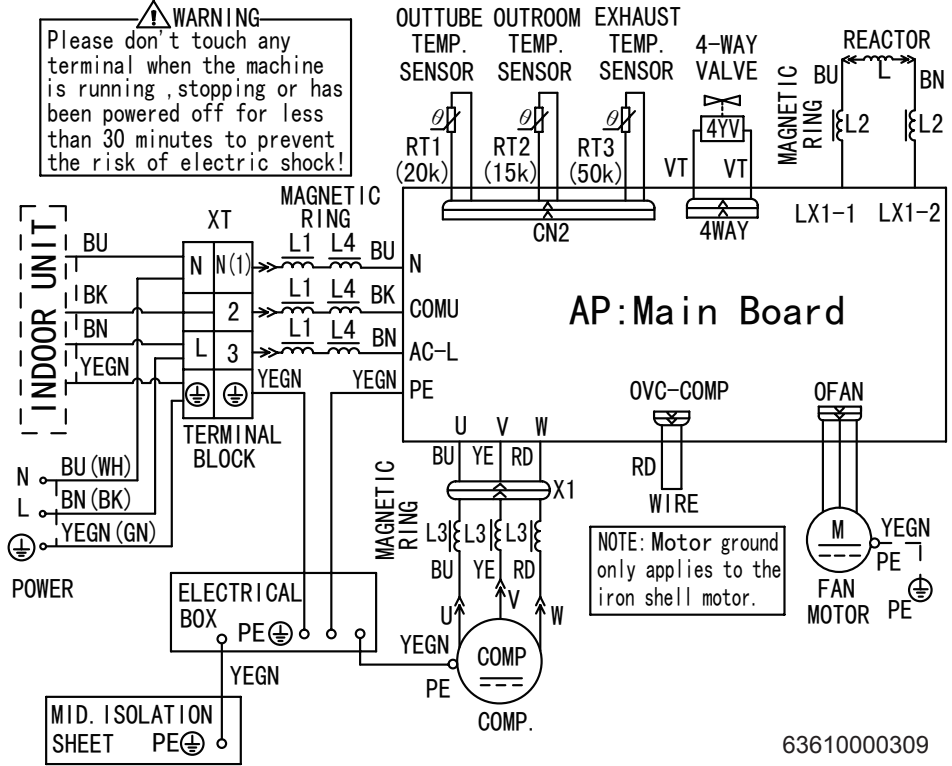 WARNING
Please don't touch any
terminal when the machine
is running ,stopping or has
been powered off for less
than 30 minutes to prevent
the risk of electric shock!
OUTTUBE OUTROOM EXHAUST
TEMP. TEMP. TEMP.
SENSOR SENSOR SENSOR
4-WAY
VALVE
REACTOR
BU L BN
MAGNETIC
RING
L2 L2
θ θ θ
RT1 RT2 RT3
(20k) (15k) (50k)
4YV
VT VT
CN2
4WAY
LX1-1 LX1-2
INDOOR UNIT
XT
MAGNETIC
RING
BU
N N(1)
L1 L4 BU N
BK
2
L1 L4 BK COMU
BN
L 3
L1 L4 BN AC-L
YEGN
YEGN
YEGN PE
AP:Main Board
TERMINAL
BLOCK
N BU(WH)
L BN(BK)
YEGN(GN)
POWER
U V W
BU YE RD
X1
MAGNETIC
RING
L3 L3 L3
BU YE RD
U V W
COMP
COMP.
YEGN
PE
OVC-COMP
RD
WIRE
OFAN
M
FAN
MOTOR
YEGN
PE
PE
NOTE: Motor ground
only applies to the
iron shell motor.
ELECTRICAL
BOX
PE
YEGN
MID. ISOLATION
SHEET PE
63610000309